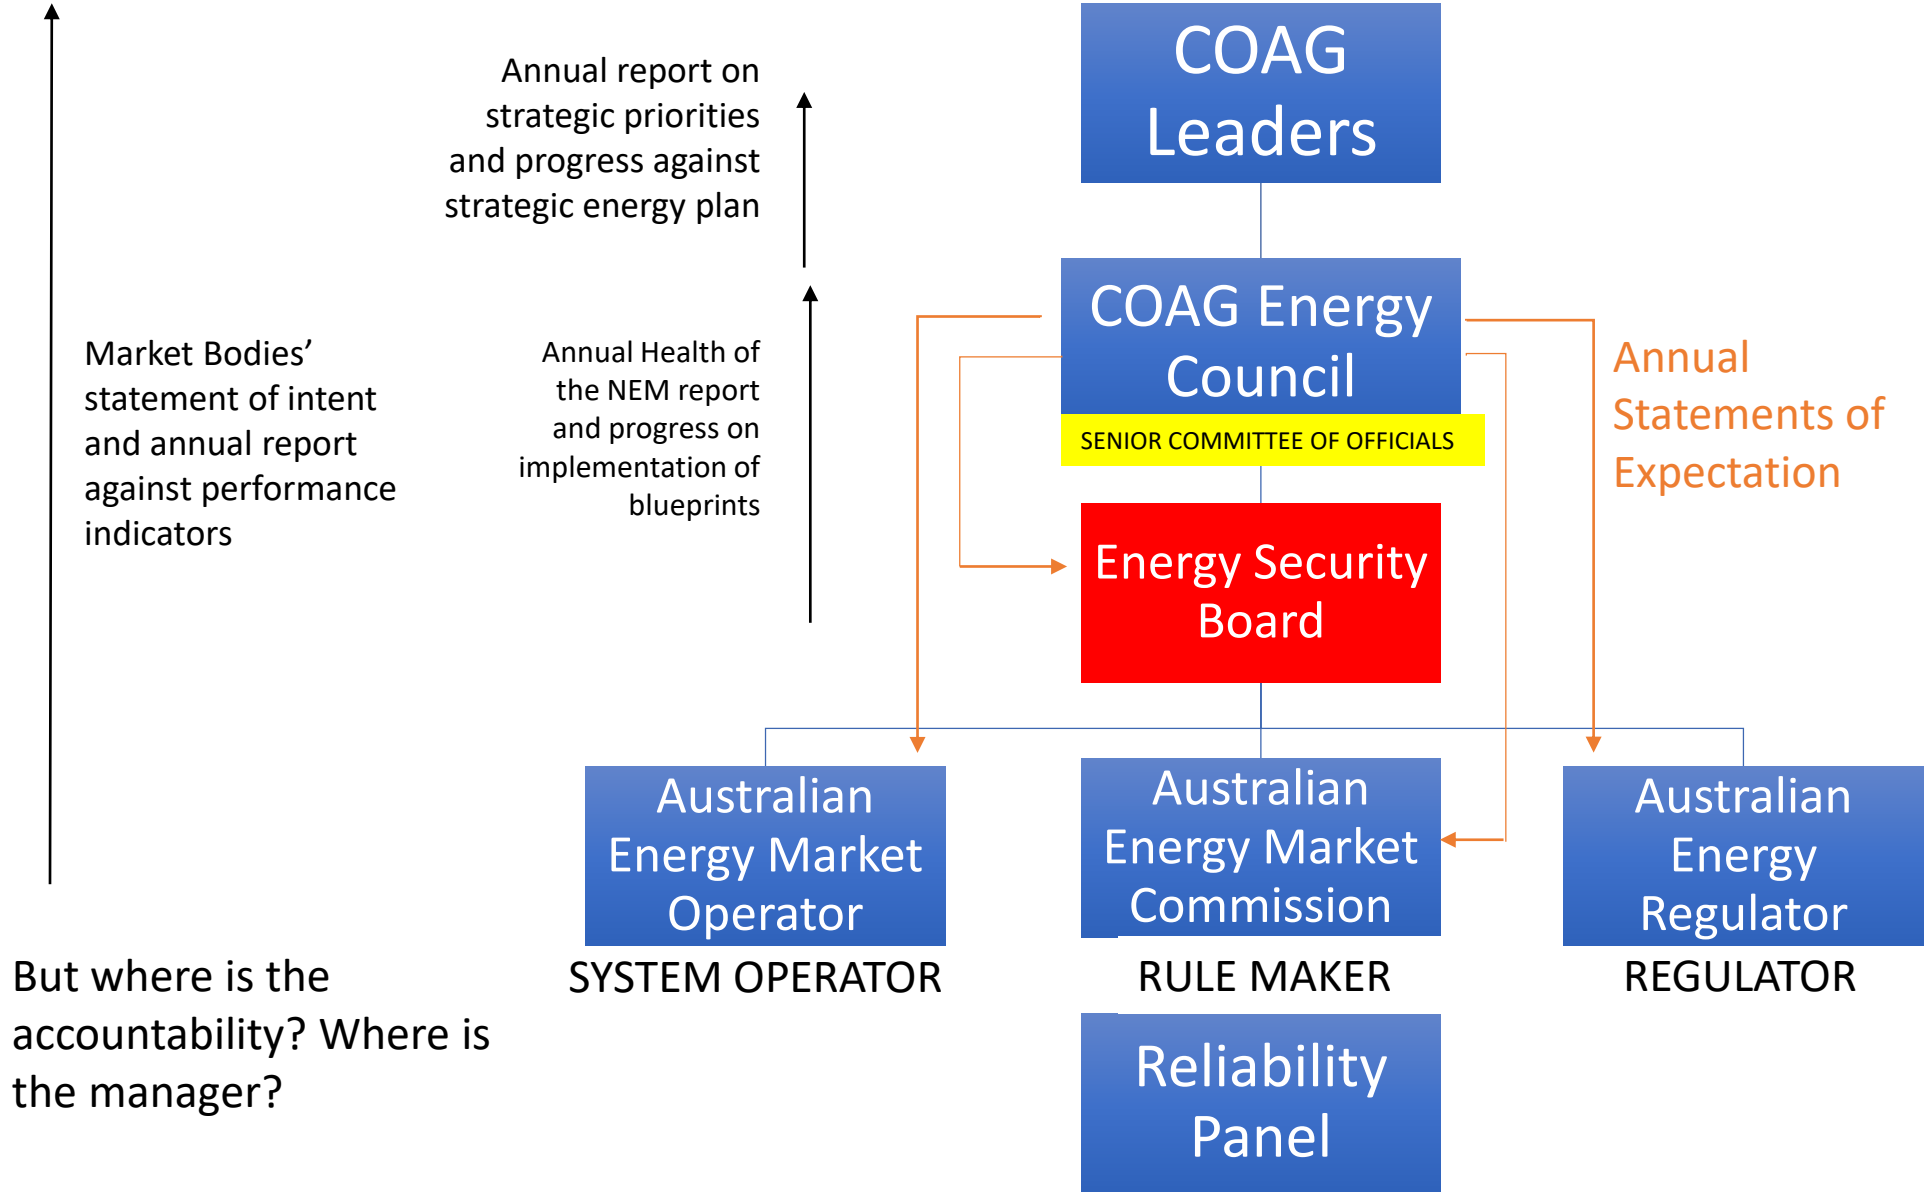 COAG
Leaders
Annual report on
strategic priorities
and progress against
strategic energy plan
COAG Energy
Council
SENIOR COMMITTEE OF OFFICIALS
Market Bodies’
statement of intent
and annual report
against performance
indicators
Annual Health of
the NEM report
and progress on
implementation of
blueprints
Annual
Statements of
Expectation
Energy Security
Board
Australian
Energy Market
Operator
SYSTEM OPERATOR
Australian
Energy Market
Commission
RULE MAKER
Australian
Energy
Regulator
REGULATOR
But where is the
accountability? Where is
the manager?
Reliability
Panel